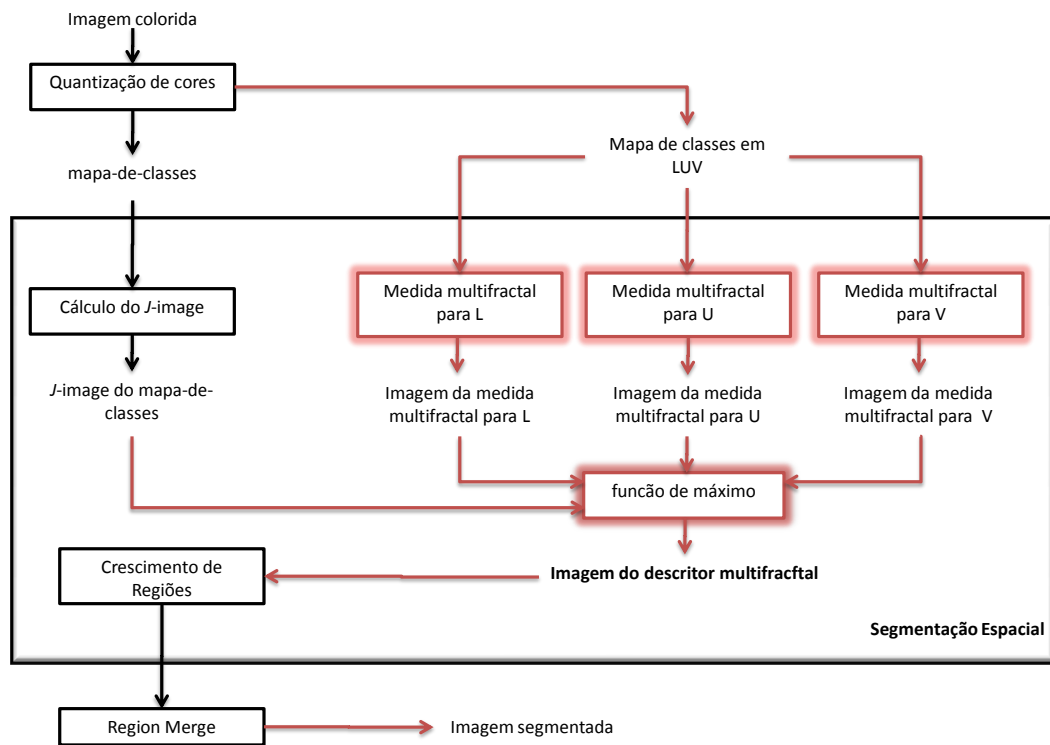 Imagem colorida
Quantização de cores
mapa-de-classes
Mapa de classes em
LUV
Cálculo do J-image
Medida multifractal
para L
Medida multifractal
para U
Medida multifractal
para V
J-image do mapa-de-
classes
Imagem da medida
multifractal para L
Imagem da medida
multifractal para U
Imagem da medida
multifractal para V
funcão de máximo
Crescimento de
Regiões
Imagem do descritor multifracftal
Segmentação Espacial
Region Merge
Imagem segmentada